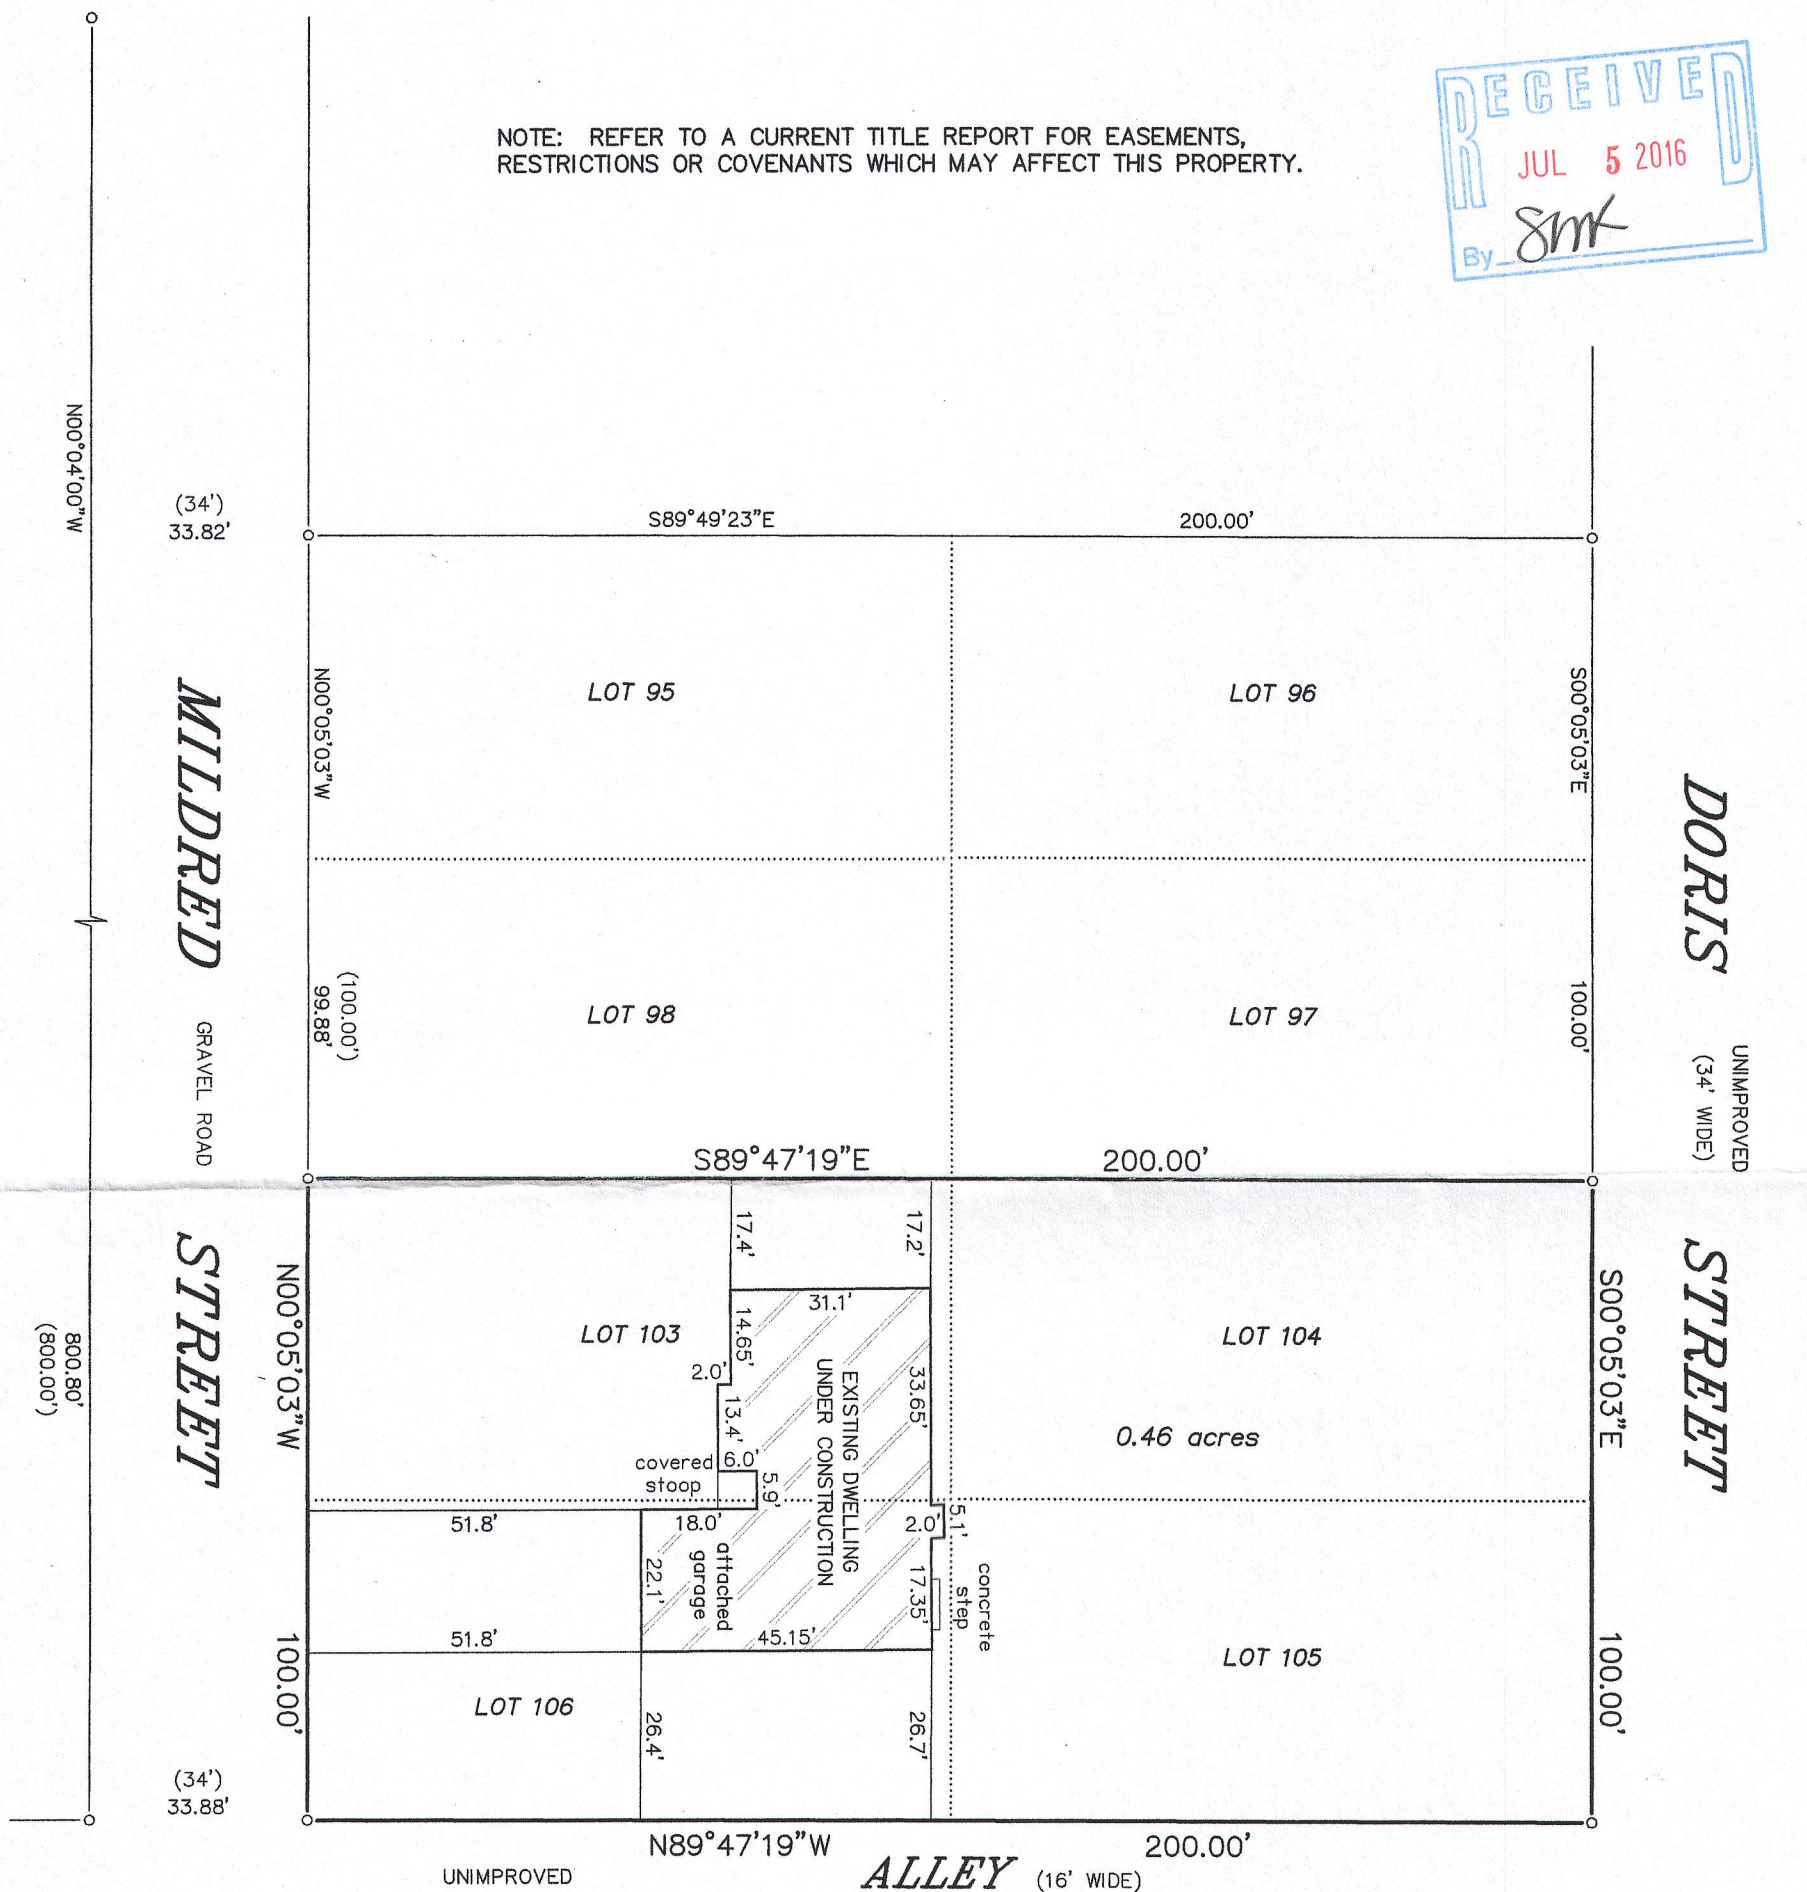 NOTE: REFER TO A CURRENT TITLE REPORT FOR EASEMENTS,
RESTRICTIONS OR COVENANTS WHICH MAY AFFECT THIS PROPERTY.
RECEIVED
JUL 5 2016
By SMK
N00°04'00"W
(34')
33.82'
S89°49'23"E
200.00'
N00°05'03"W
LOT 95
LOT 96
S00°05'03"E
MILDRED
GRAVEL ROAD
STREET
DORIS
UNIMPROVED
(34' WIDE)
STREET
(100.00')
99.88'
LOT 98
LOT 97
100.00'
S89°47'19"E
200.00'
17.4'
17.2'
31.1'
N00°05'03"W
LOT 103
14.65'
2.0'
13.4'
33.65'
EXISTING DWELLING
UNDER CONSTRUCTION
LOT 104
S00°05'03"E
0.46 acres
covered
stoop
6.0'
5.9'
800.80'
(800.00')
51.8'
18.0'
2.0'
5.1'
22.1'
attached
garage
17.35'
concrete
step
51.8'
45.15'
LOT 105
100.00'
100.00'
LOT 106
26.4'
26.7'
(34')
33.88'
N89°47'19"W
200.00'
UNIMPROVED
ALLEY (16' WIDE)